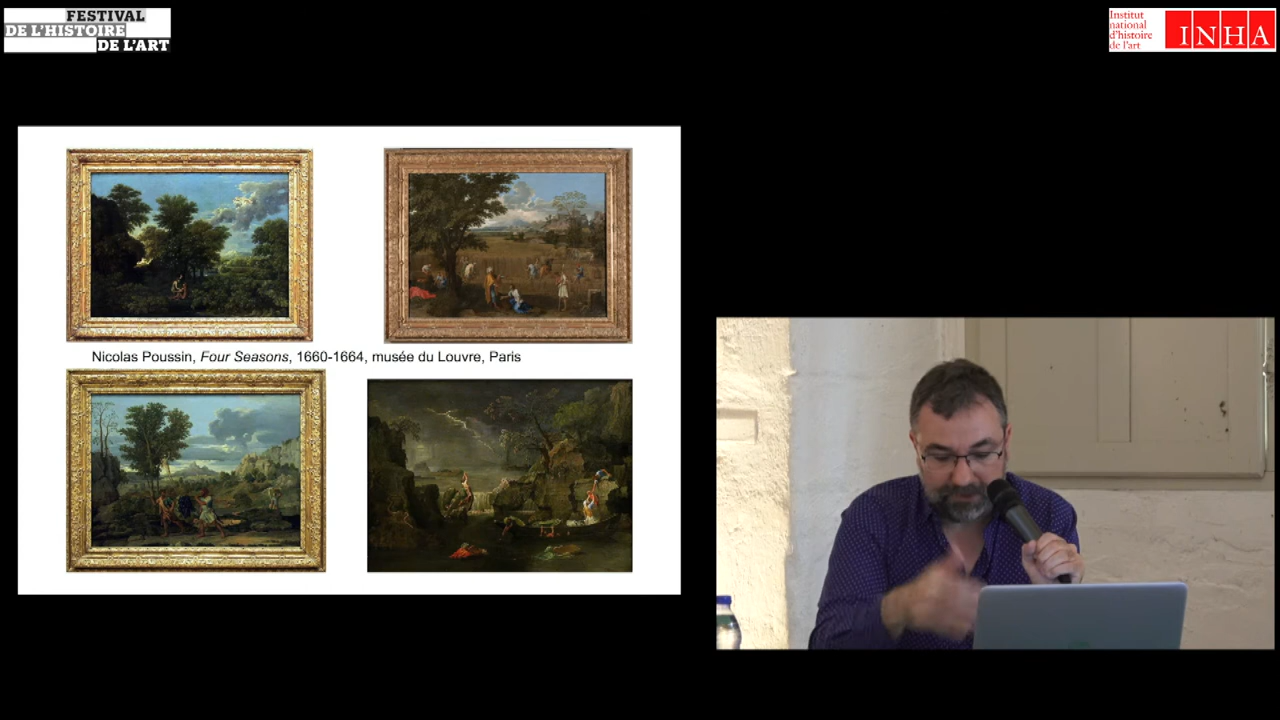 FESTIVAL
DE L'HISTOIRE
DE L'ART
Institut
national
d'histoire
de l'art
INHA
Nicolas Poussin, Four Seasons, 1660-1664, musée du Louvre, Paris